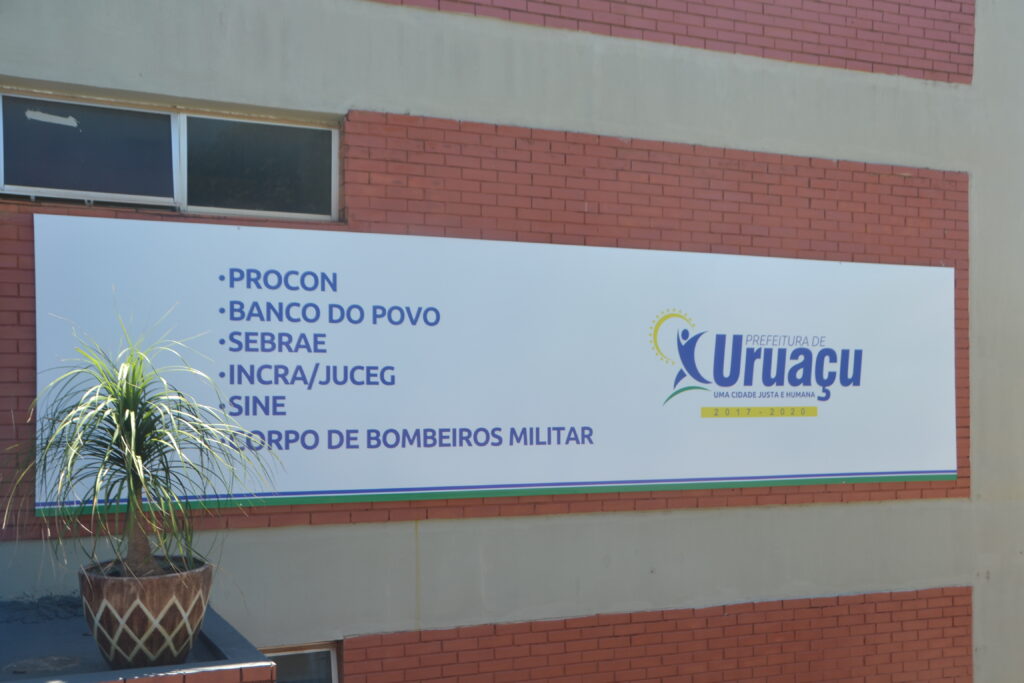 •PROCON
•BANCO DO POVO
•SEBRAE
•INCRA/JUCEG
•SINE
•CORPO DE BOMBEIROS MILITAR
PREFEITURA DE
Uruaçu
UMA CIDADE JUSTA E HUMANA
2017-2020